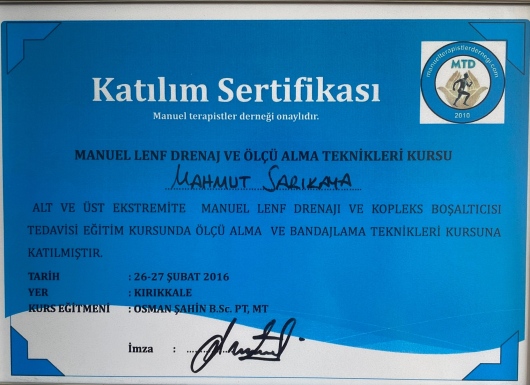 manuelterapistlerdernegi.com
MTD
2010
Katılım Sertifikası
Manuel terapistler derneği onaylıdır.
MANUEL LENF DRENAJ VE ÖLÇÜ ALMA TEKNİKLERİ KURSU
MAHMUT SARIKAYA
ALT VE ÜST EKSTREMITE MANUEL LENF DRENAJI VE KOPLEKS BOŞALTICISI
TEDAVİSİ EĞİTİM KURSUNDA ÖLÇÜ ALMA VE BANDAJLAMA TEKNİKLERİ KURSUNA
KATILMIŞTIR.
TARİH : 26-27 ŞUBAT 2016
YER : KIRIKKALE
KURS EĞİTMENİ : OSMAN ŞAHİN B.Sc. PT, MT
İmza :